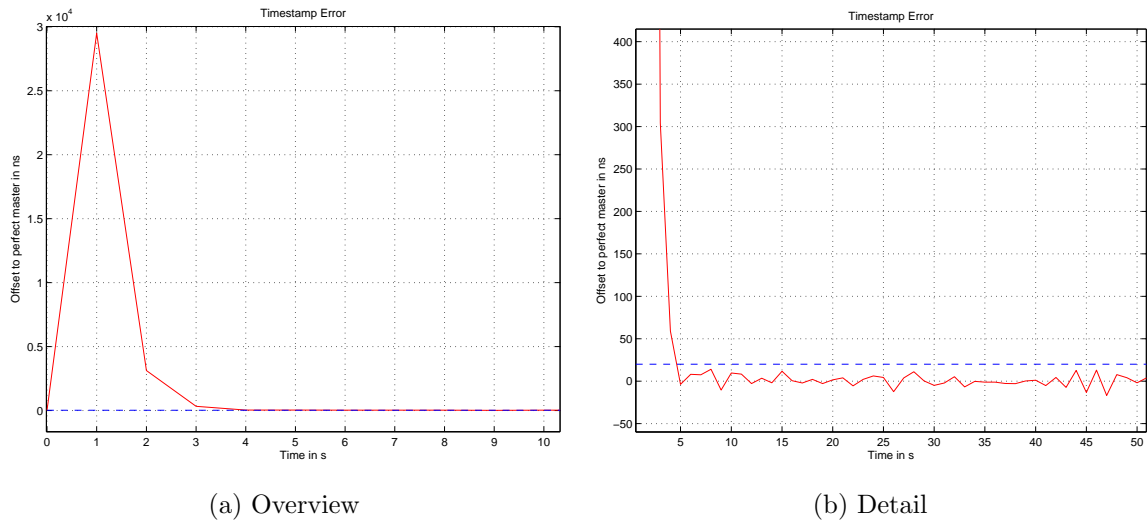 Timestamp Error
x 10^4
3
2.5
2
1.5
1
0.5
0
Offset to perfect master in ns
0 1 2 3 4 5 6 7 8 9 10
Time in s
(a) Overview
Timestamp Error
400
350
300
250
200
150
100
50
0
−50
Offset to perfect master in ns
5 10 15 20 25 30 35 40 45 50
Time in s
(b) Detail